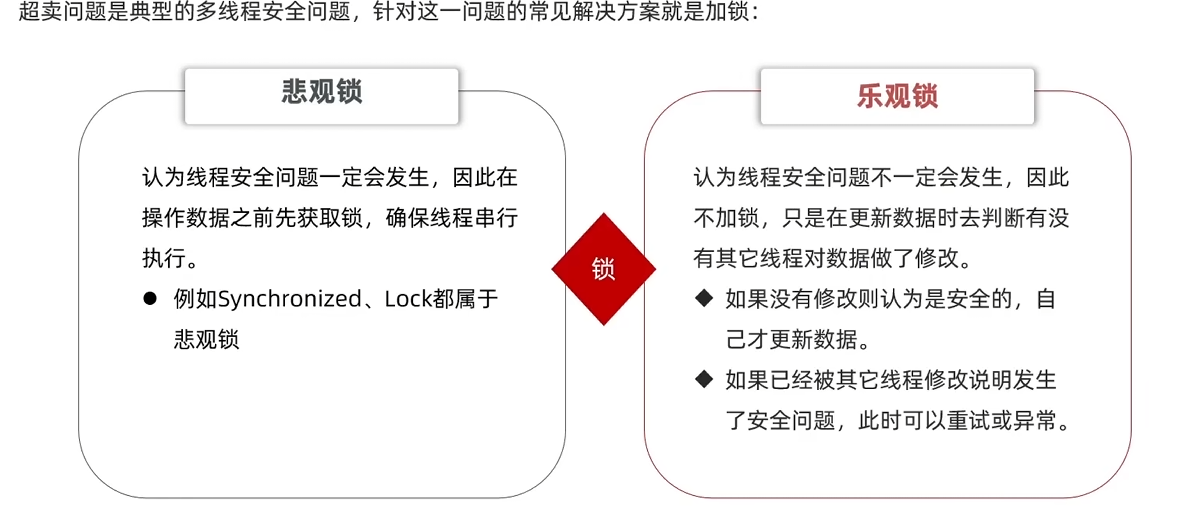 超卖问题是典型的多线程安全问题，针对这一问题的常见解决方案就是加锁：
悲观锁
认为线程安全问题一定会发生，因此在
操作数据之前先获取锁，确保线程串行
执行。
● 例如Synchronized、Lock都属于
悲观锁
锁
乐观锁
认为线程安全问题不一定会发生，因此
不加锁，只是在更新数据时去判断有没
有其它线程对数据做了修改。
◆ 如果没有修改则认为是安全的，自
己才更新数据。
◆ 如果已经被其它线程修改说明发生
了安全问题，此时可以重试或异常。